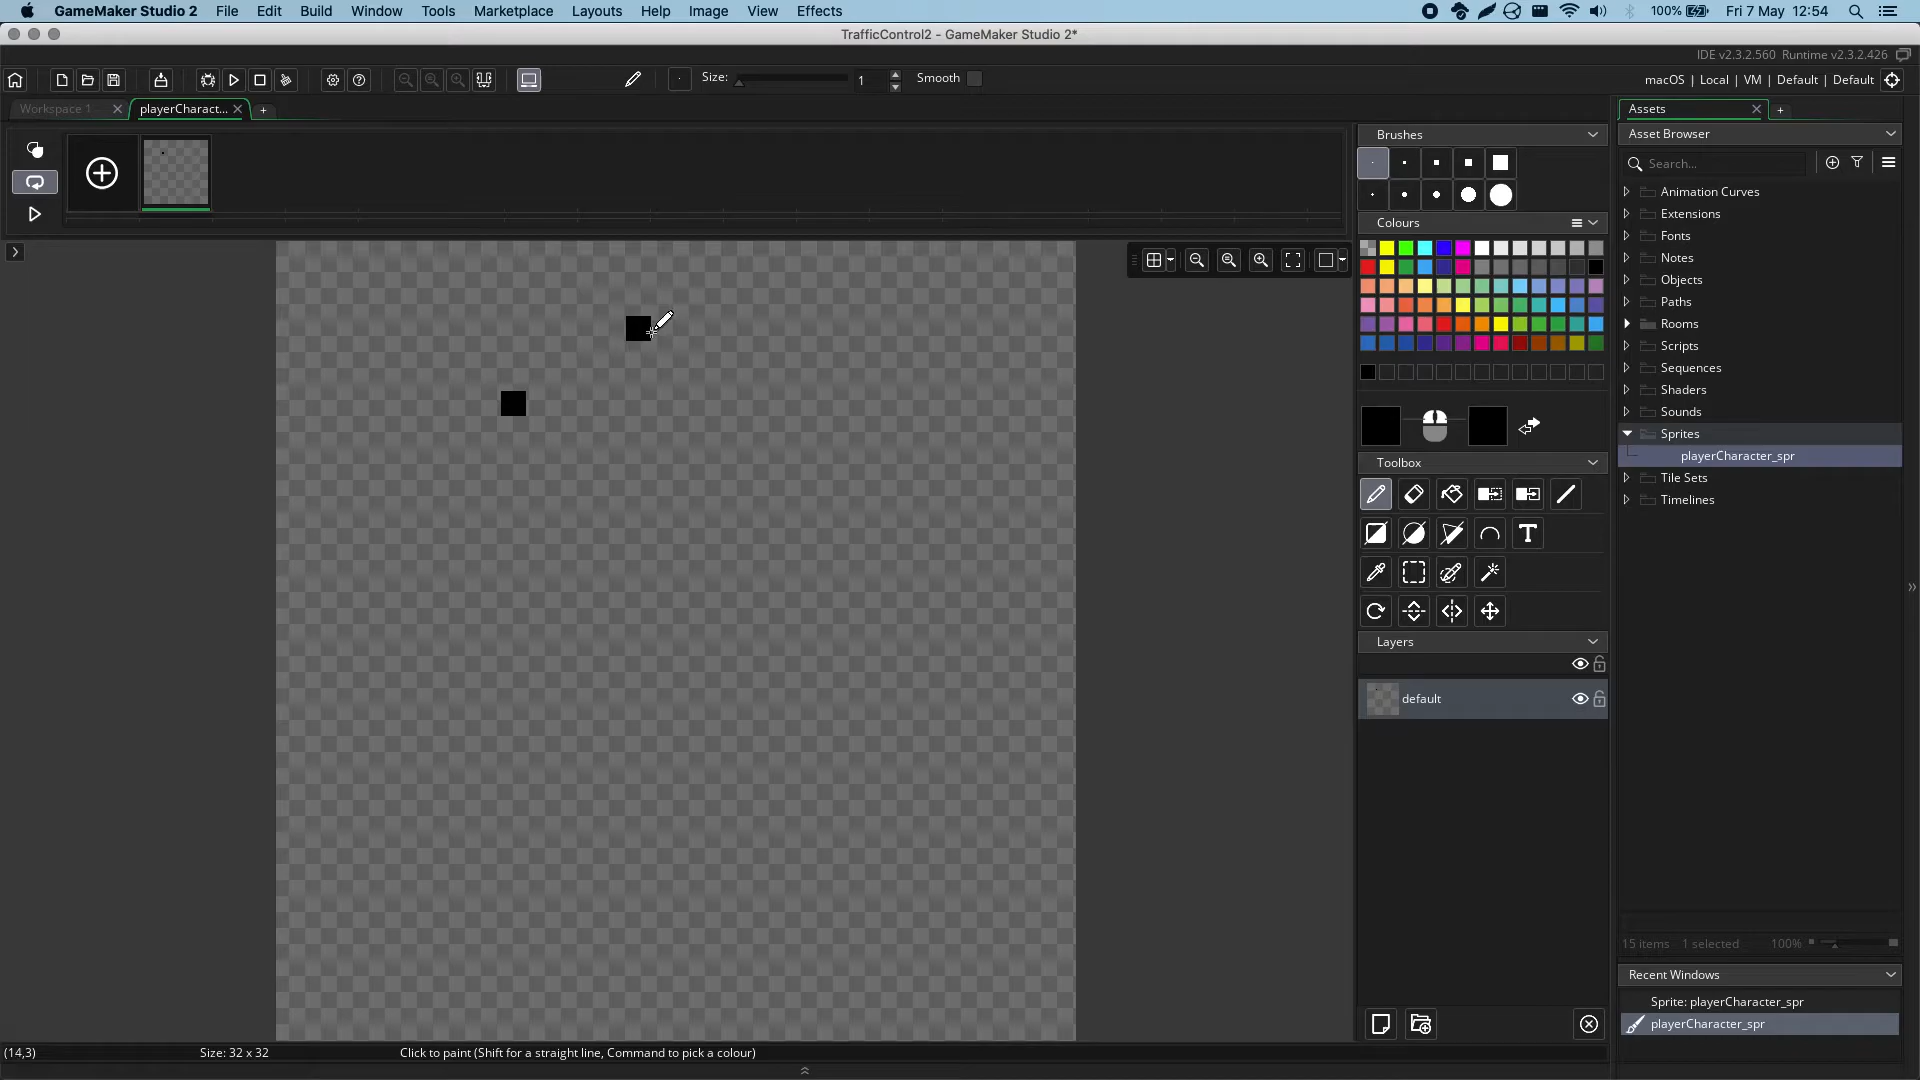 GameMaker Studio 2 File Edit Build Window Tools Marketplace Windows Layouts Help Image View Effects 100% Fri 7 May 12:54
TrafficControl2 - GameMaker Studio 2*
IDE v2.3.2.560 Runtime v2.3.2.426
Size: 1 Smooth
macOS | Local | VM | Default | Default
Workspace 1
playerCharact...
Assets
Brushes
Asset Browser
Search...
Animation Curves
Extensions
Colours
Fonts
Notes
Objects
Paths
Rooms
Scripts
Sequences
Shaders
Sounds
Sprites
playerCharacter_spr
Toolbox
Tile Sets
Timelines
T
Layers
default
15 items 1 selected 100%
Recent Windows
Sprite: playerCharacter_spr
playerCharacter_spr
(14,3) Size: 32 x 32 Click to paint (Shift for a straight line, Command to pick a colour)